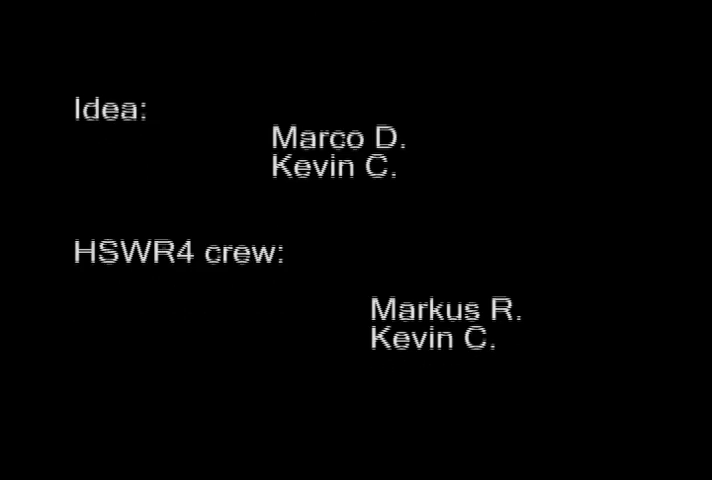 Idea:
Marco D.
Kevin C.
HSWR4 crew:
Markus R.
Kevin C.